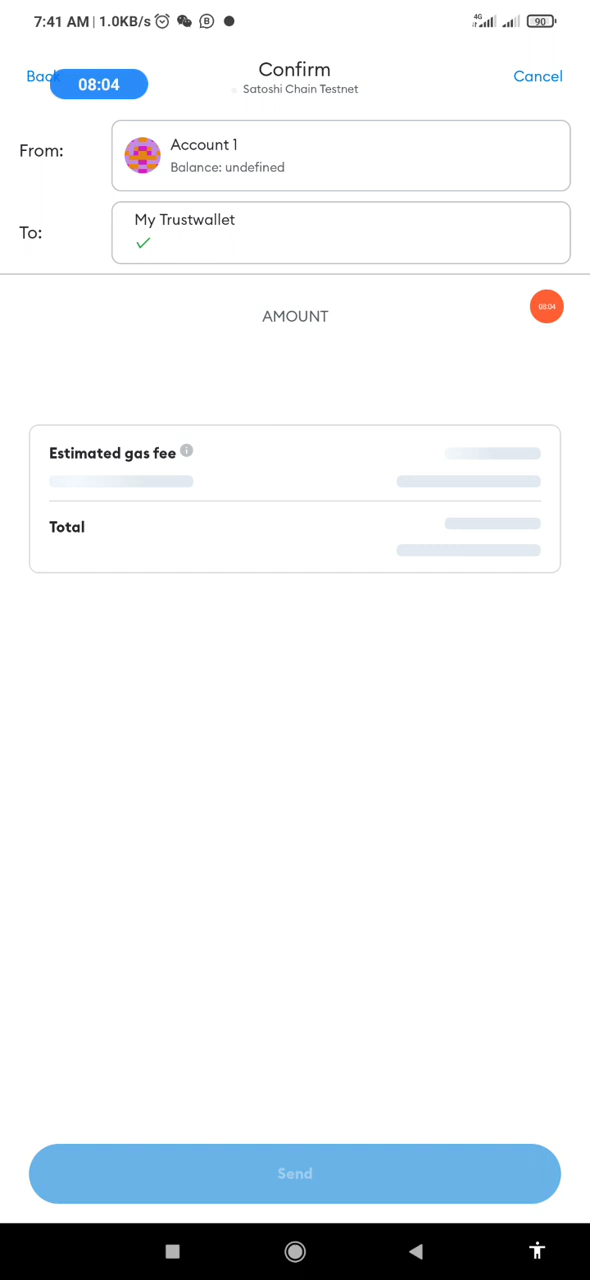 7:41 AM | 1.0KB/s B 4G 90
Confirm
Back 08:04 Cancel
Satoshi Chain Testnet
From: Account 1
Balance: undefined
To: My Trustwallet
08:04
AMOUNT
Estimated gas fee i
Total
Send